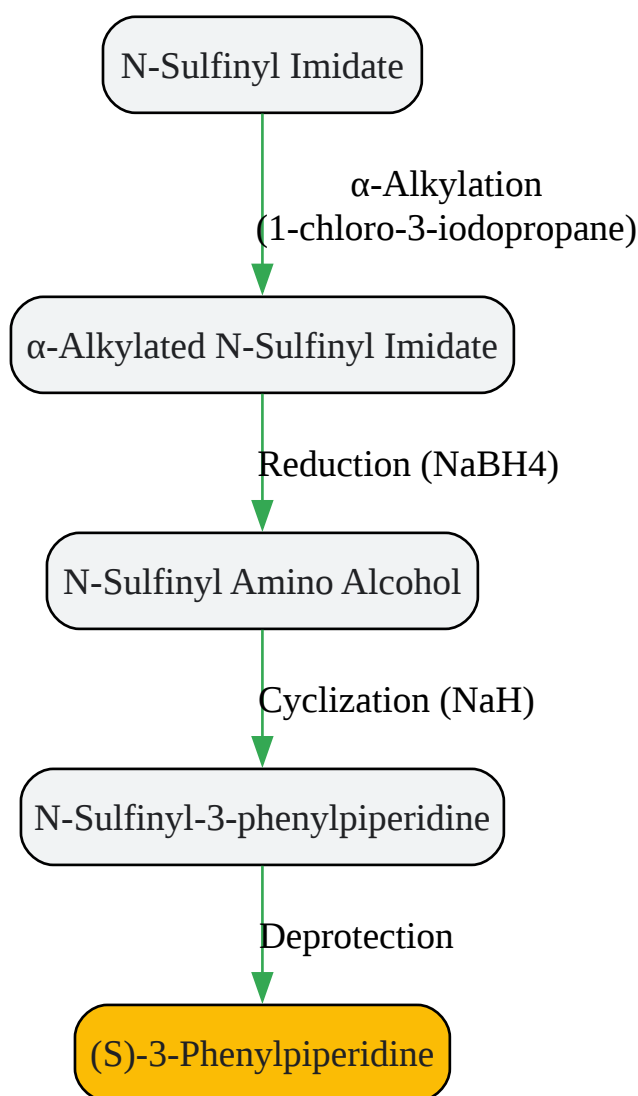 N-Sulfinyl Imidate
α-Alkylation
(1-chloro-3-iodopropane)
α-Alkylated N-Sulfinyl Imidate
Reduction (NaBH4)
N-Sulfinyl Amino Alcohol
Cyclization (NaH)
N-Sulfinyl-3-phenylpiperidine
Deprotection
(S)-3-Phenylpiperidine